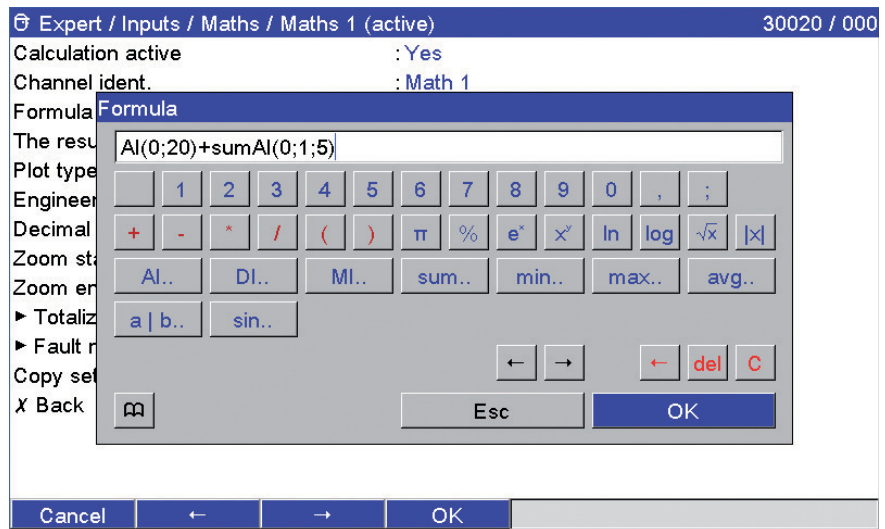 Expert / Inputs / Maths / Maths 1 (active) 30020 / 000
Calculation active : Yes
Channel ident. : Math 1
Formula
Formula
The resu
AI(0;20)+sumAI(0;1;5)
Plot type
Engineer
Decimal
Zoom sta
Zoom en
► Totaliz
► Fault r
Copy set
X Back
1 2 3 4 5 6 7 8 9 0 , ;
+ - * / ( ) π % eˣ xʸ ln log √x |x|
AI.. DI.. MI.. sum.. min.. max.. avg..
a | b.. sin..
← → ← del C
Esc OK
Cancel ← → OK